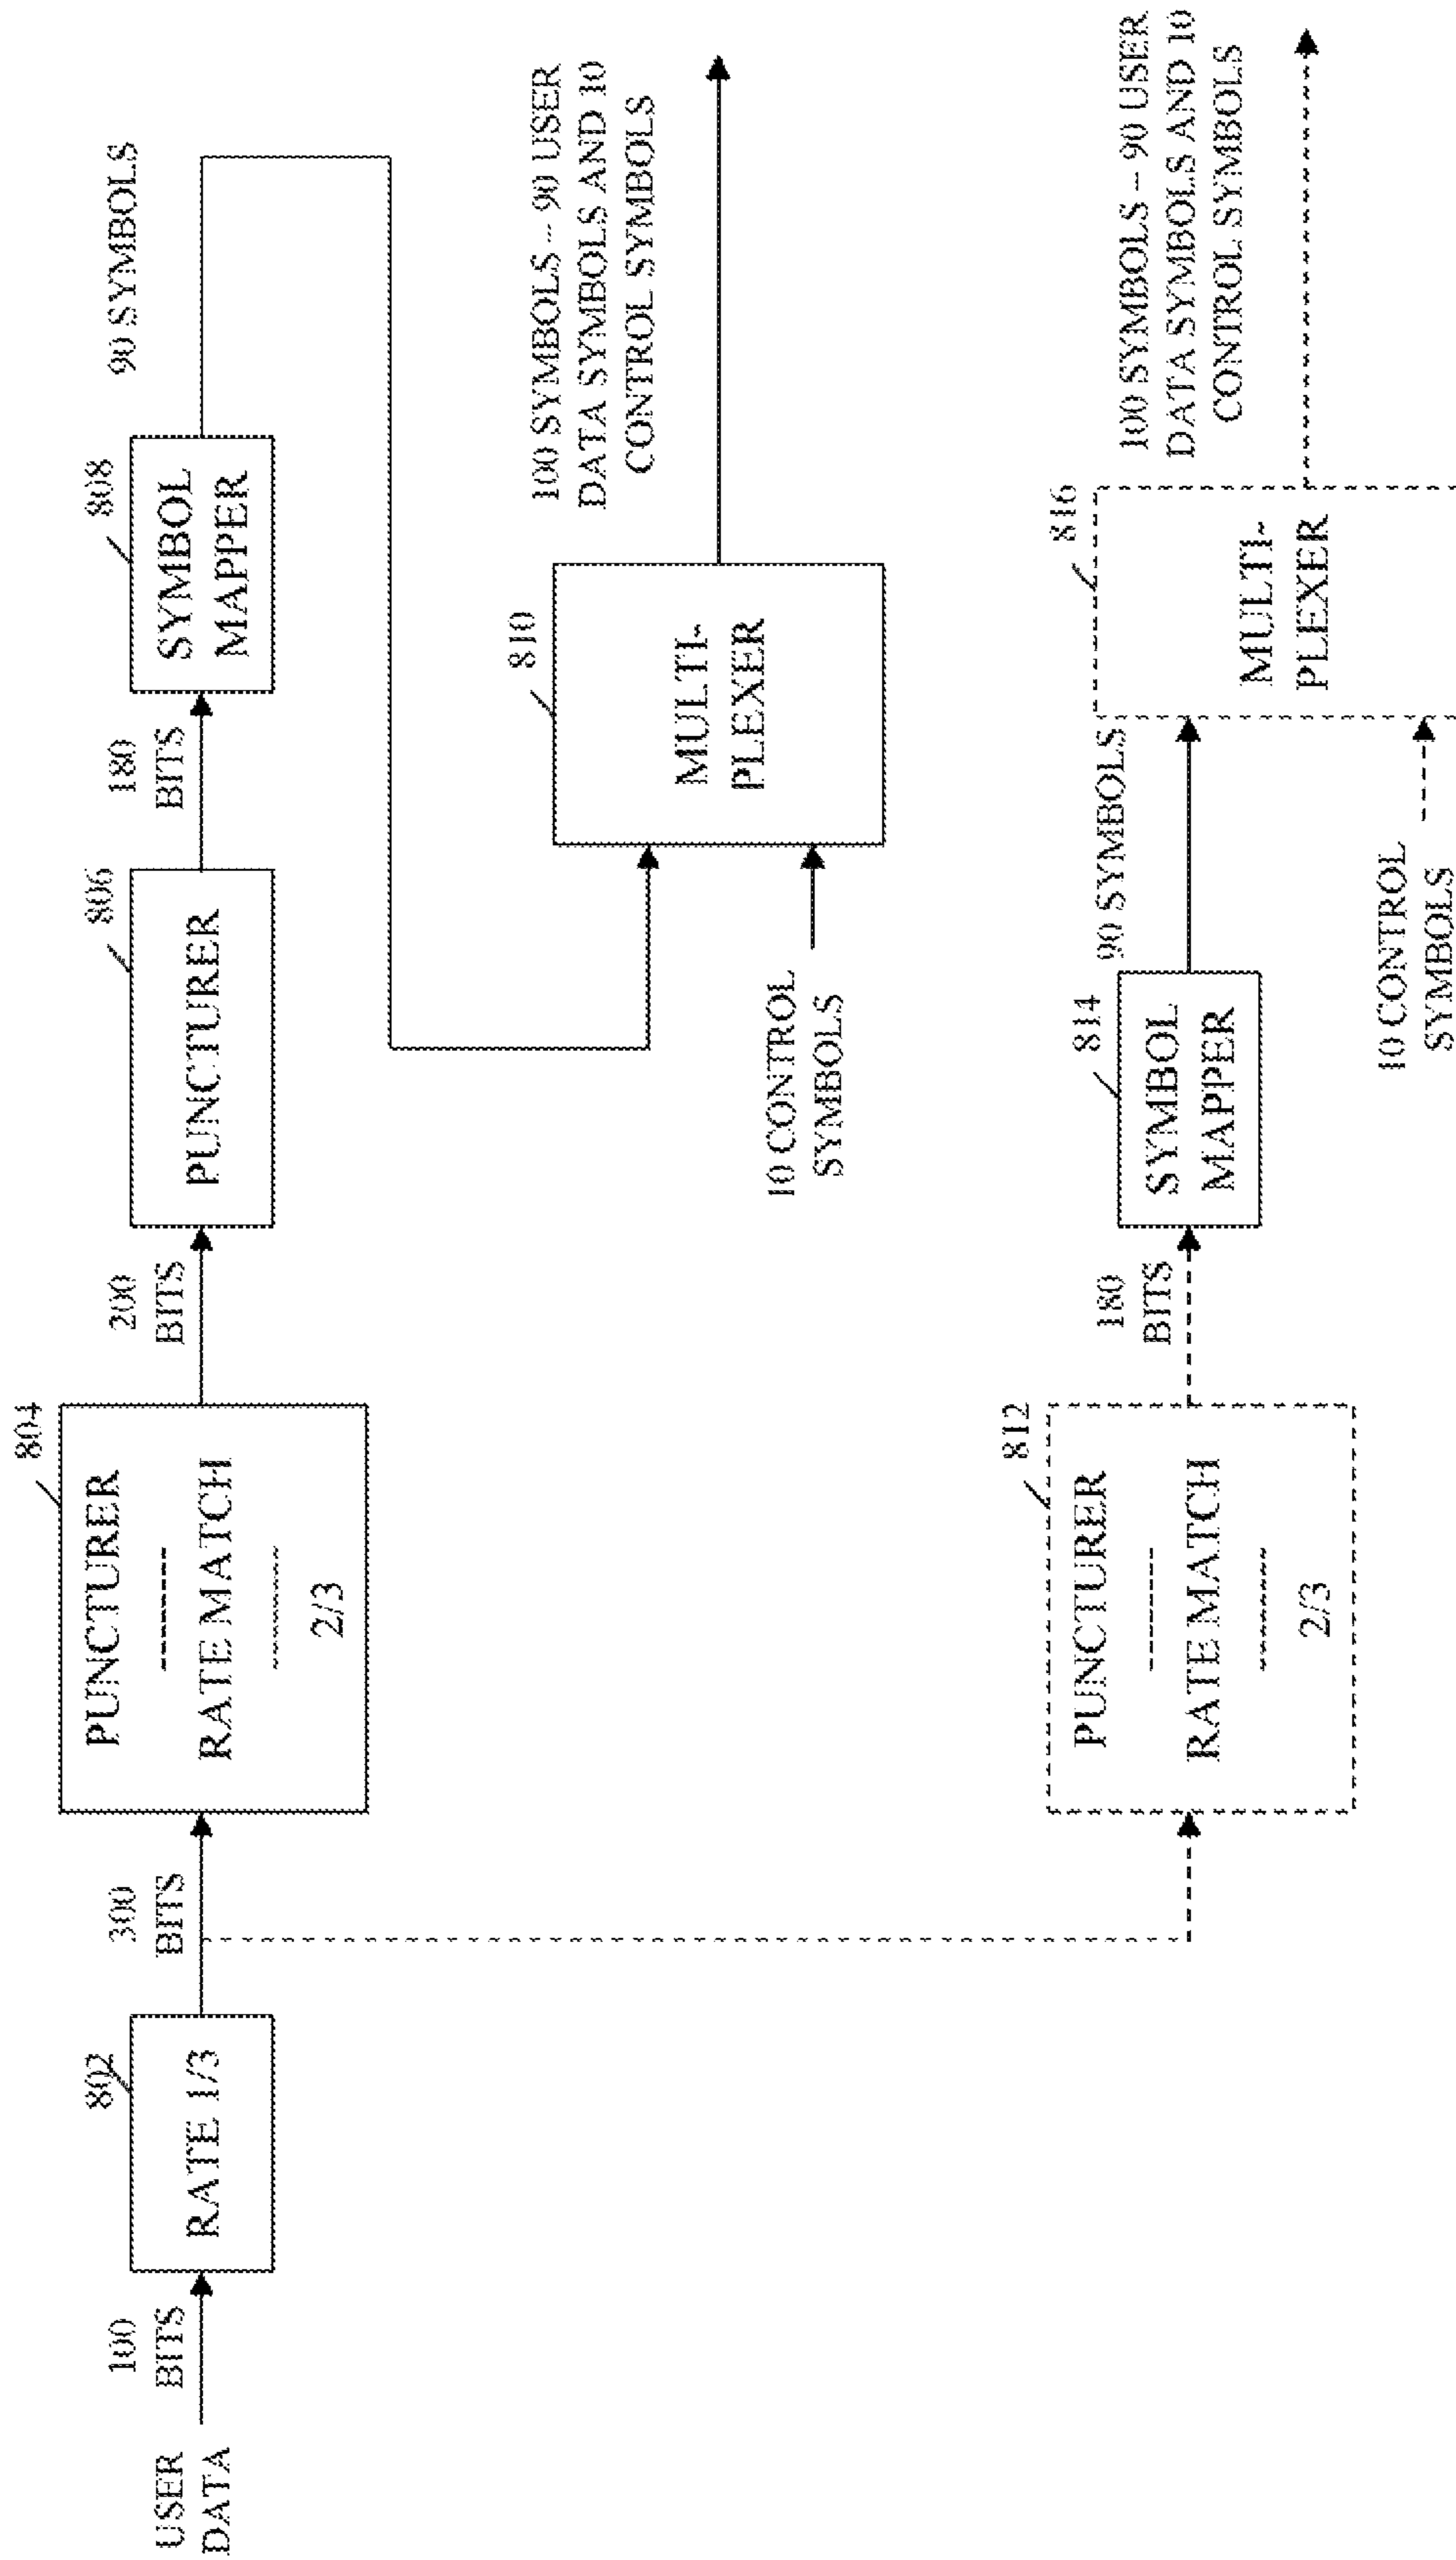 USER
DATA
100
BITS
802
RATE 1/3
300
BITS
804
PUNCTURER
RATE MATCH
2/3
200
BITS
806
PUNCTURER
180
BITS
808
SYMBOL
MAPPER
90 SYMBOLS
10 CONTROL
SYMBOLS
810
MULTI-
PLEXER
100 SYMBOLS -- 90 USER
DATA SYMBOLS AND 10
CONTROL SYMBOLS
812
PUNCTURER
RATE MATCH
2/3
180
BITS
814
SYMBOL
MAPPER
90 SYMBOLS
10 CONTROL
SYMBOLS
816
MULTI-
PLEXER
100 SYMBOLS -- 90 USER
DATA SYMBOLS AND 10
CONTROL SYMBOLS